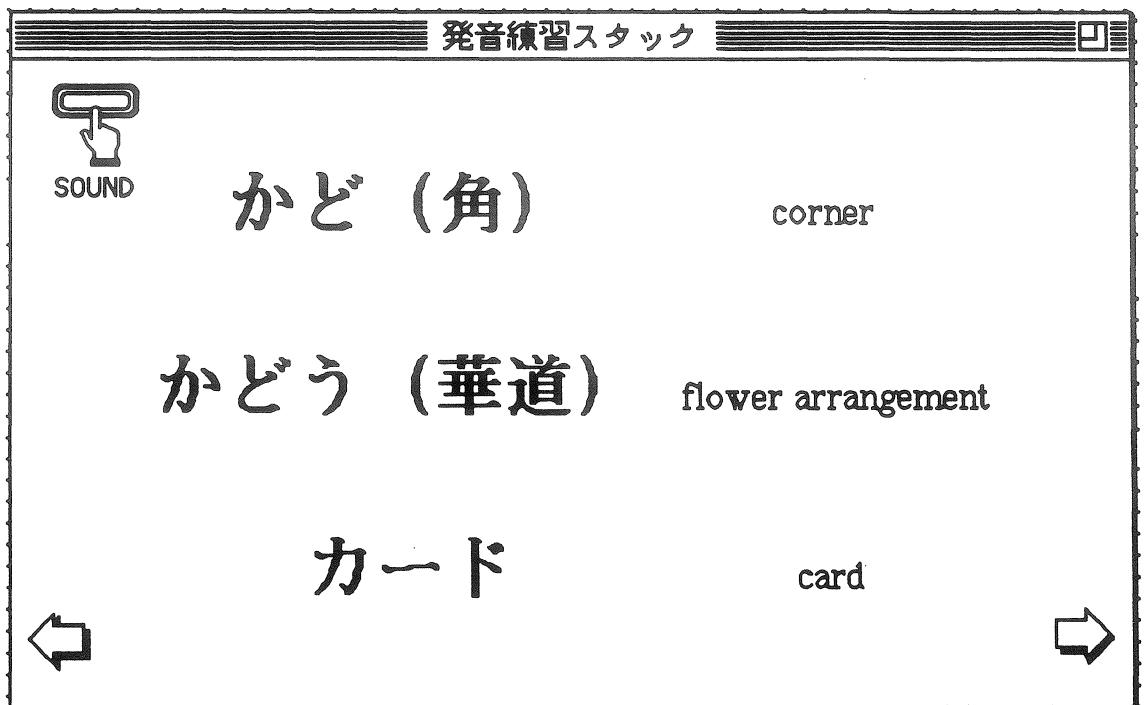 発音練習スタック
SOUND
かど（角） corner
かどう（華道） flower arrangement
カード card